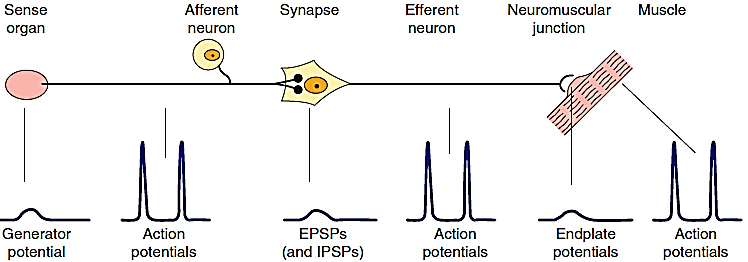 Sense
organ
Afferent
neuron
Synapse
Efferent
neuron
Neuromuscular
junction
Muscle
Generator
potential
Action
potentials
EPSPs
(and IPSPs)
Action
potentials
Endplate
potentials
Action
potentials